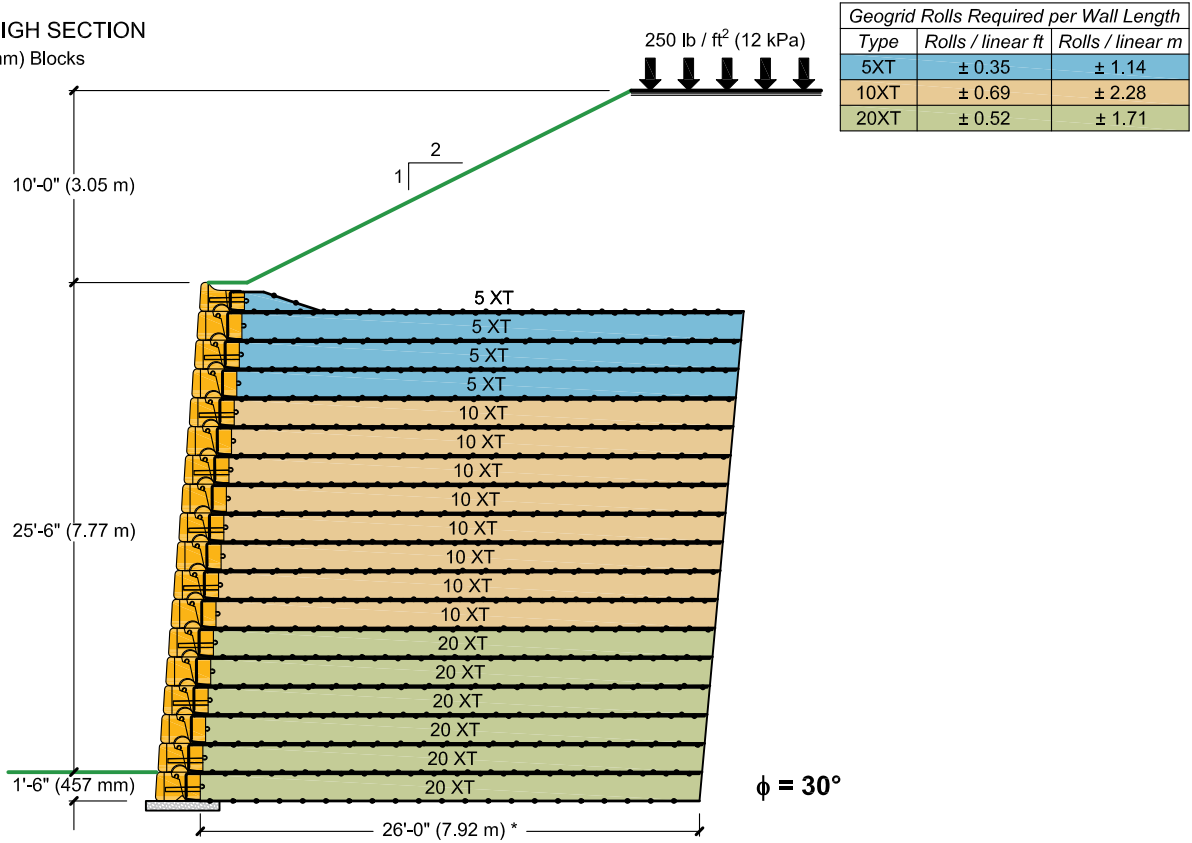 IGH SECTION
m) Blocks
250 lb / ft² (12 kPa)
Geogrid Rolls Required per Wall Length
Type Rolls / linear ft Rolls / linear m
5XT ± 0.35 ± 1.14
10XT ± 0.69 ± 2.28
20XT ± 0.52 ± 1.71
2
1
10'-0" (3.05 m)
5 XT
5 XT
5 XT
5 XT
10 XT
10 XT
10 XT
10 XT
10 XT
25'-6" (7.77 m)
10 XT
10 XT
10 XT
20 XT
20 XT
20 XT
20 XT
20 XT
20 XT
1'-6" (457 mm)
ϕ = 30°
26'-0" (7.92 m) *